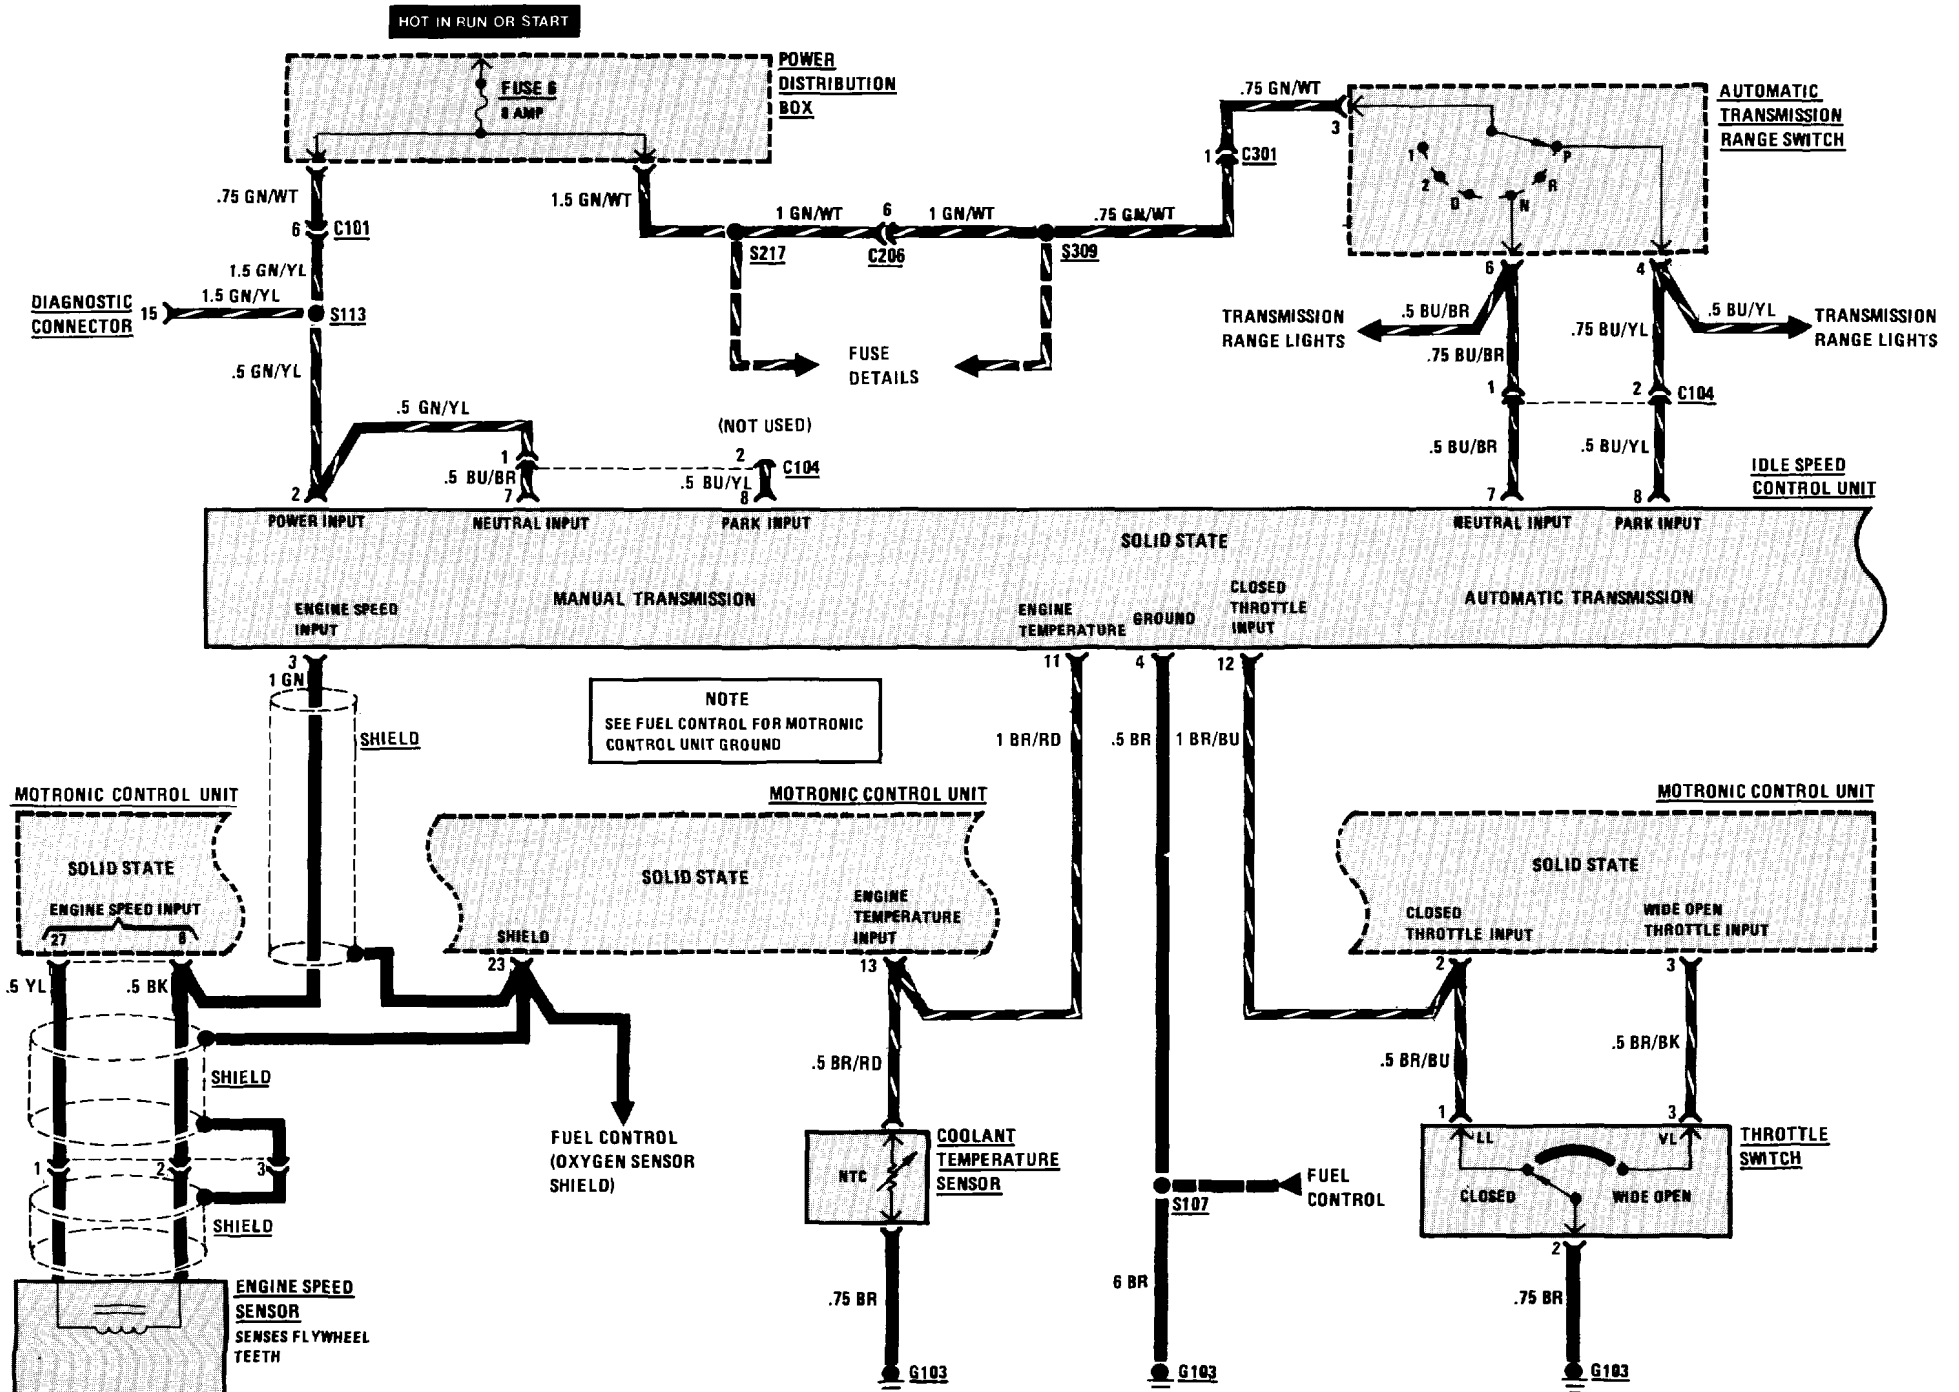 HOT IN RUN OR START
POWER
DISTRIBUTION
BOX
FUSE 6
8 AMP
.75 GN/WT
1.5 GN/WT
6
C101
1.5 GN/YL
1.5 GN/YL
DIAGNOSTIC
CONNECTOR
15
S113
.5 GN/YL
1 GN/WT
6
1 GN/WT
.75 GN/WT
S217
C206
S309
FUSE
DETAILS
.75 GN/WT
3
1
C301
AUTOMATIC
TRANSMISSION
RANGE SWITCH
1
2
D
N
R
P
6
4
TRANSMISSION
RANGE LIGHTS
.5 BU/BR
.75 BU/BR
.75 BU/YL
.5 BU/YL
TRANSMISSION
RANGE LIGHTS
1
2
C104
.5 BU/BR
.5 BU/YL
.5 GN/YL
(NOT USED)
1
2
C104
.5 BU/BR
.5 BU/YL
IDLE SPEED
CONTROL UNIT
2
7
8
7
8
POWER INPUT
NEUTRAL INPUT
PARK INPUT
NEUTRAL INPUT
PARK INPUT
SOLID STATE
MANUAL TRANSMISSION
AUTOMATIC TRANSMISSION
ENGINE SPEED
INPUT
ENGINE
TEMPERATURE
GROUND
CLOSED
THROTTLE
INPUT
3
11
4
12
1 GN
SHIELD
NOTE
SEE FUEL CONTROL FOR MOTRONIC
CONTROL UNIT GROUND
1 BR/RD
.5 BR
1 BR/BU
MOTRONIC CONTROL UNIT
SOLID STATE
ENGINE SPEED INPUT
27
8
MOTRONIC CONTROL UNIT
SOLID STATE
SHIELD
ENGINE
TEMPERATURE
INPUT
23
13
MOTRONIC CONTROL UNIT
SOLID STATE
CLOSED
THROTTLE INPUT
WIDE OPEN
THROTTLE INPUT
2
3
.5 YL
.5 BK
SHIELD
1
2
3
SHIELD
ENGINE SPEED
SENSOR
SENSES FLYWHEEL
TEETH
FUEL CONTROL
(OXYGEN SENSOR
SHIELD)
.5 BR/RD
NTC
COOLANT
TEMPERATURE
SENSOR
.75 BR
G103
S107
FUEL
CONTROL
6 BR
G103
.5 BR/BU
.5 BR/BK
1
3
LL
VL
CLOSED
WIDE OPEN
THROTTLE
SWITCH
2
.75 BR
G103